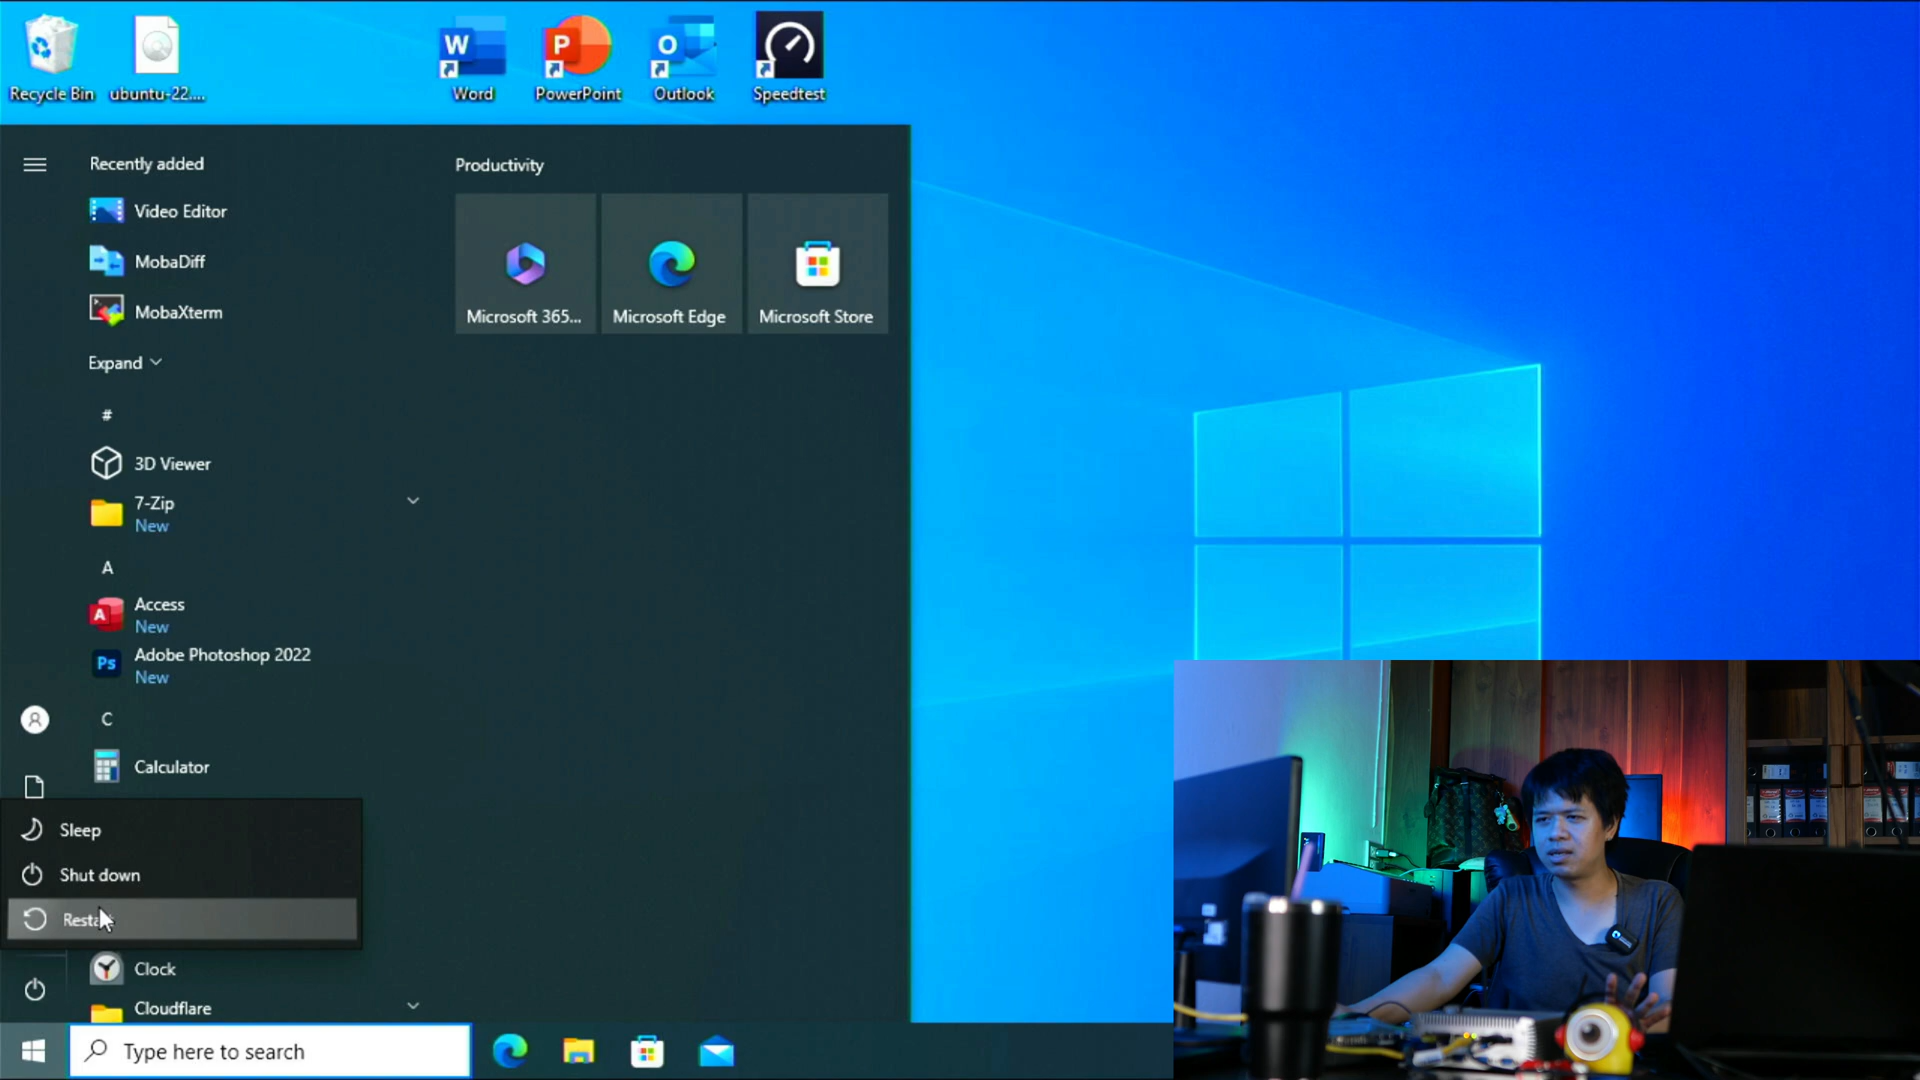 Recycle Bin
ubuntu-22....
Word
PowerPoint
Outlook
Speedtest
Recently added
Productivity
Video Editor
MobaDiff
MobaXterm
Microsoft 365...
Microsoft Edge
Microsoft Store
Expand
#
3D Viewer
7-Zip
New
A
Access
New
Adobe Photoshop 2022
New
C
Calculator
Sleep
Shut down
Resta
Clock
Cloudflare
Type here to search